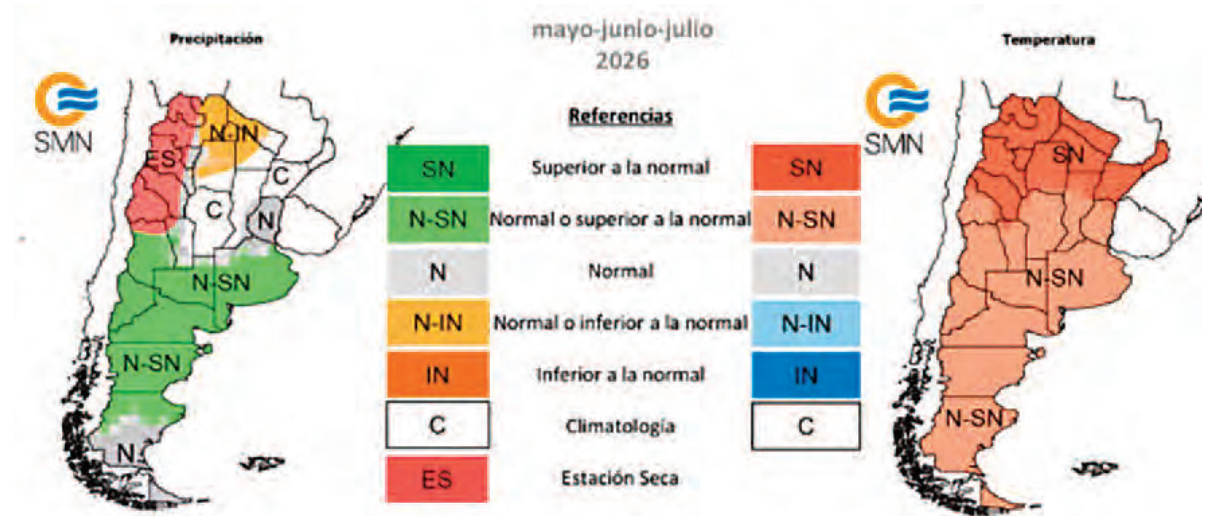 mayo-junio-julio
2026
Precipitación
Temperatura
SMN
SMN
Referencias
SN Superior a la normal SN
N-SN Normal o superior a la normal N-SN
N Normal N
N-IN Normal o inferior a la normal N-IN
IN Inferior a la normal IN
C Climatología C
ES Estación Seca
N-IN
ES
C
C
N
N-SN
N-SN
N
SN
N-SN
N-SN